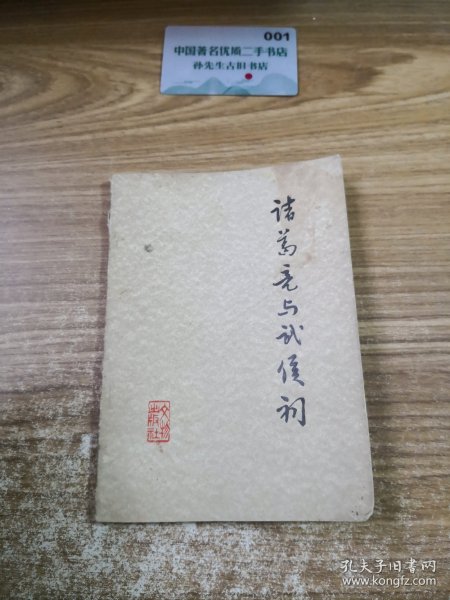 001
中国著名优质二手书店
孙先生古旧书店
诸葛亮与武侯祠
文物
出版社
孔夫子旧书网
www.kongfz.com